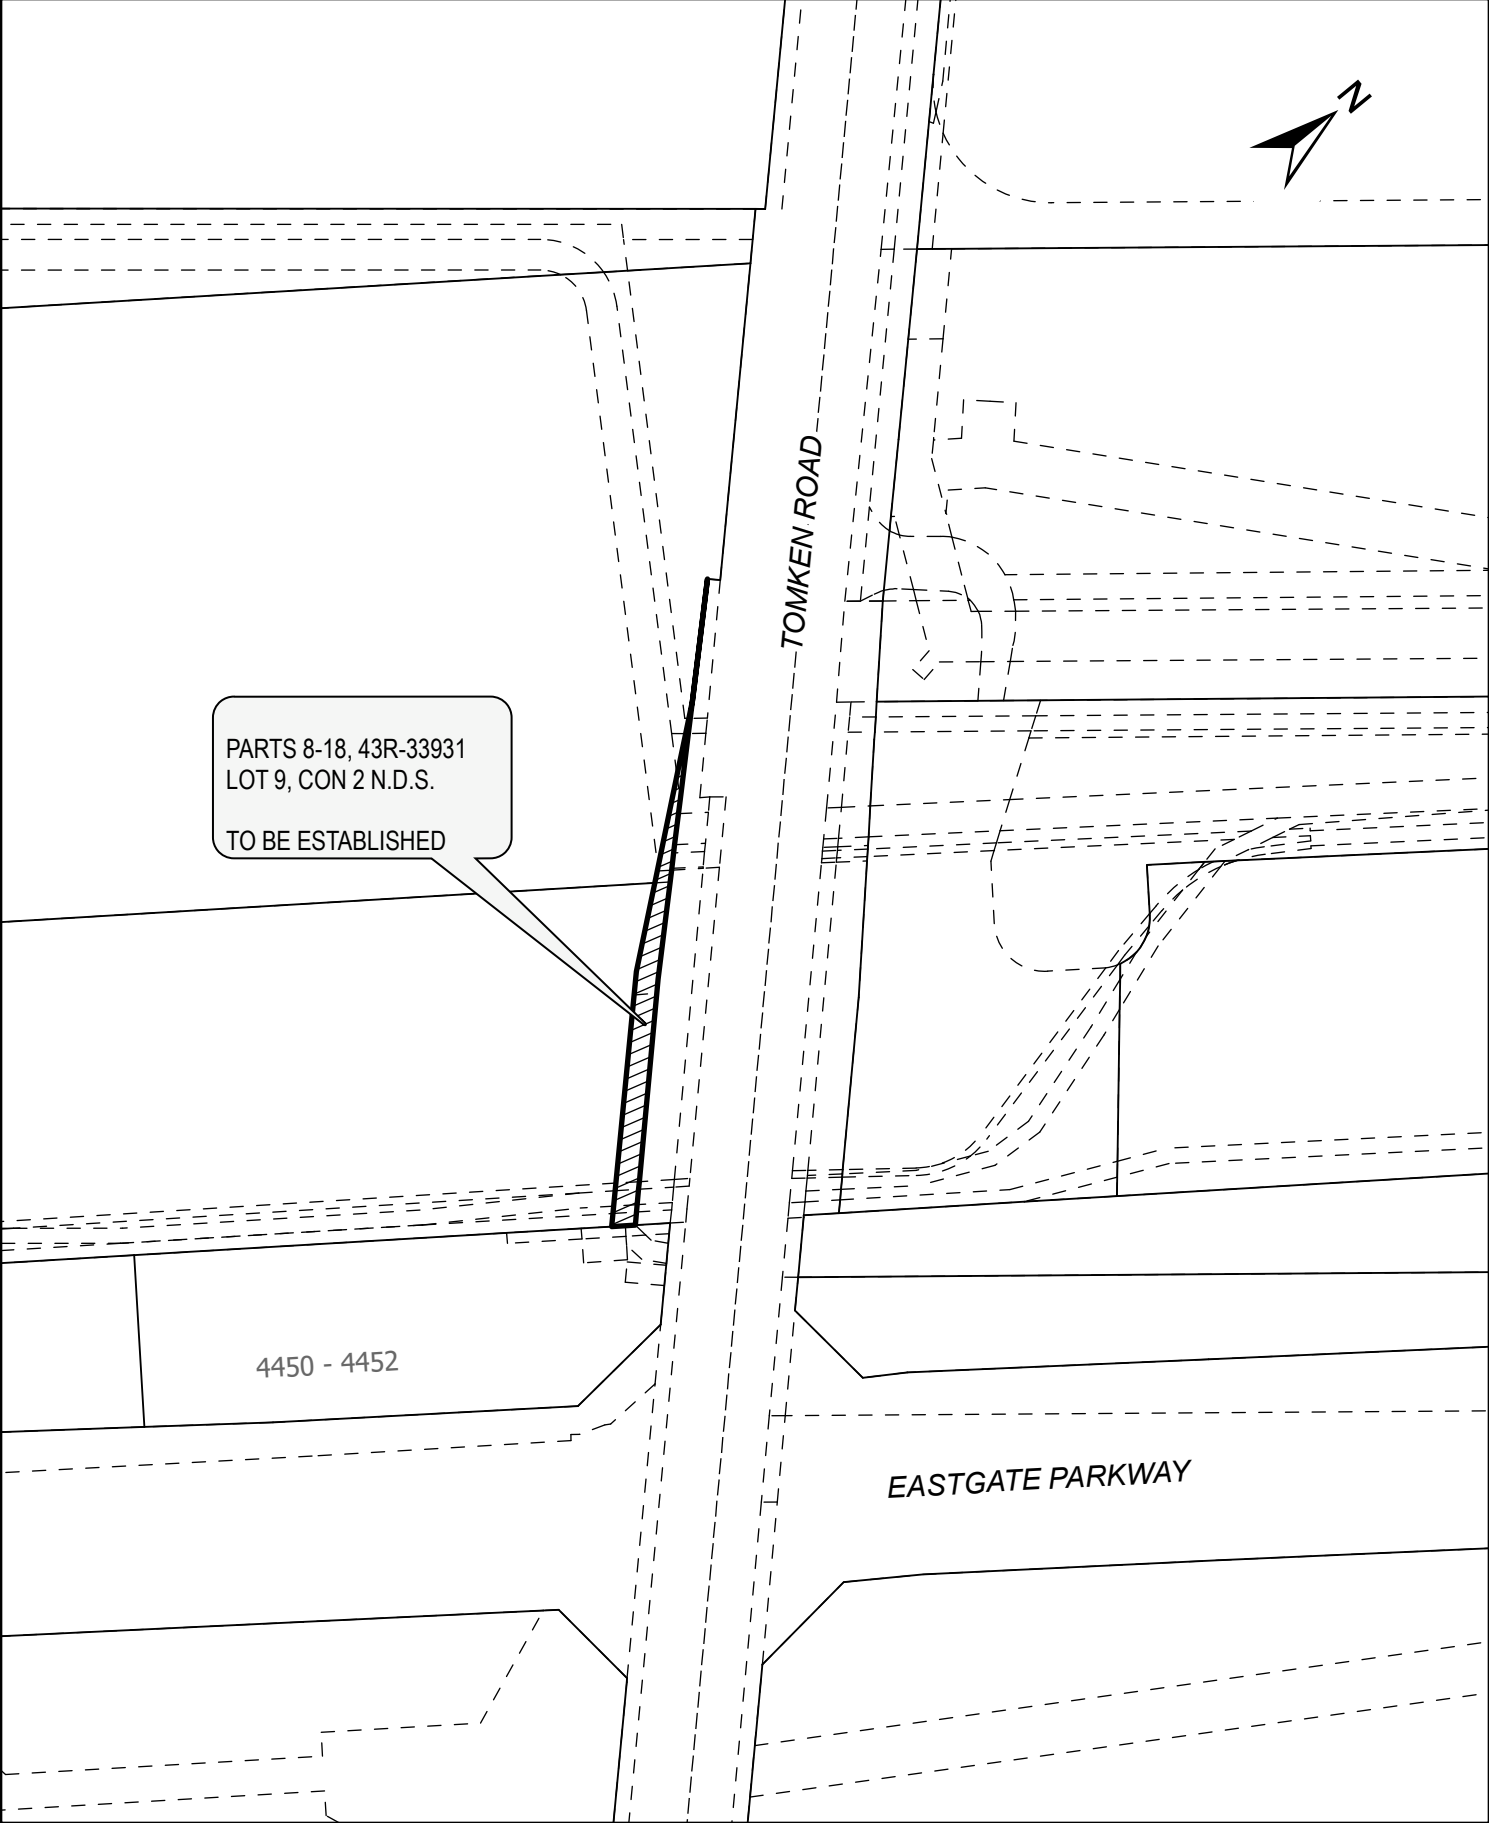 N
TOMKEN ROAD
PARTS 8-18, 43R-33931
LOT 9, CON 2 N.D.S.
TO BE ESTABLISHED
4450 - 4452
EASTGATE PARKWAY